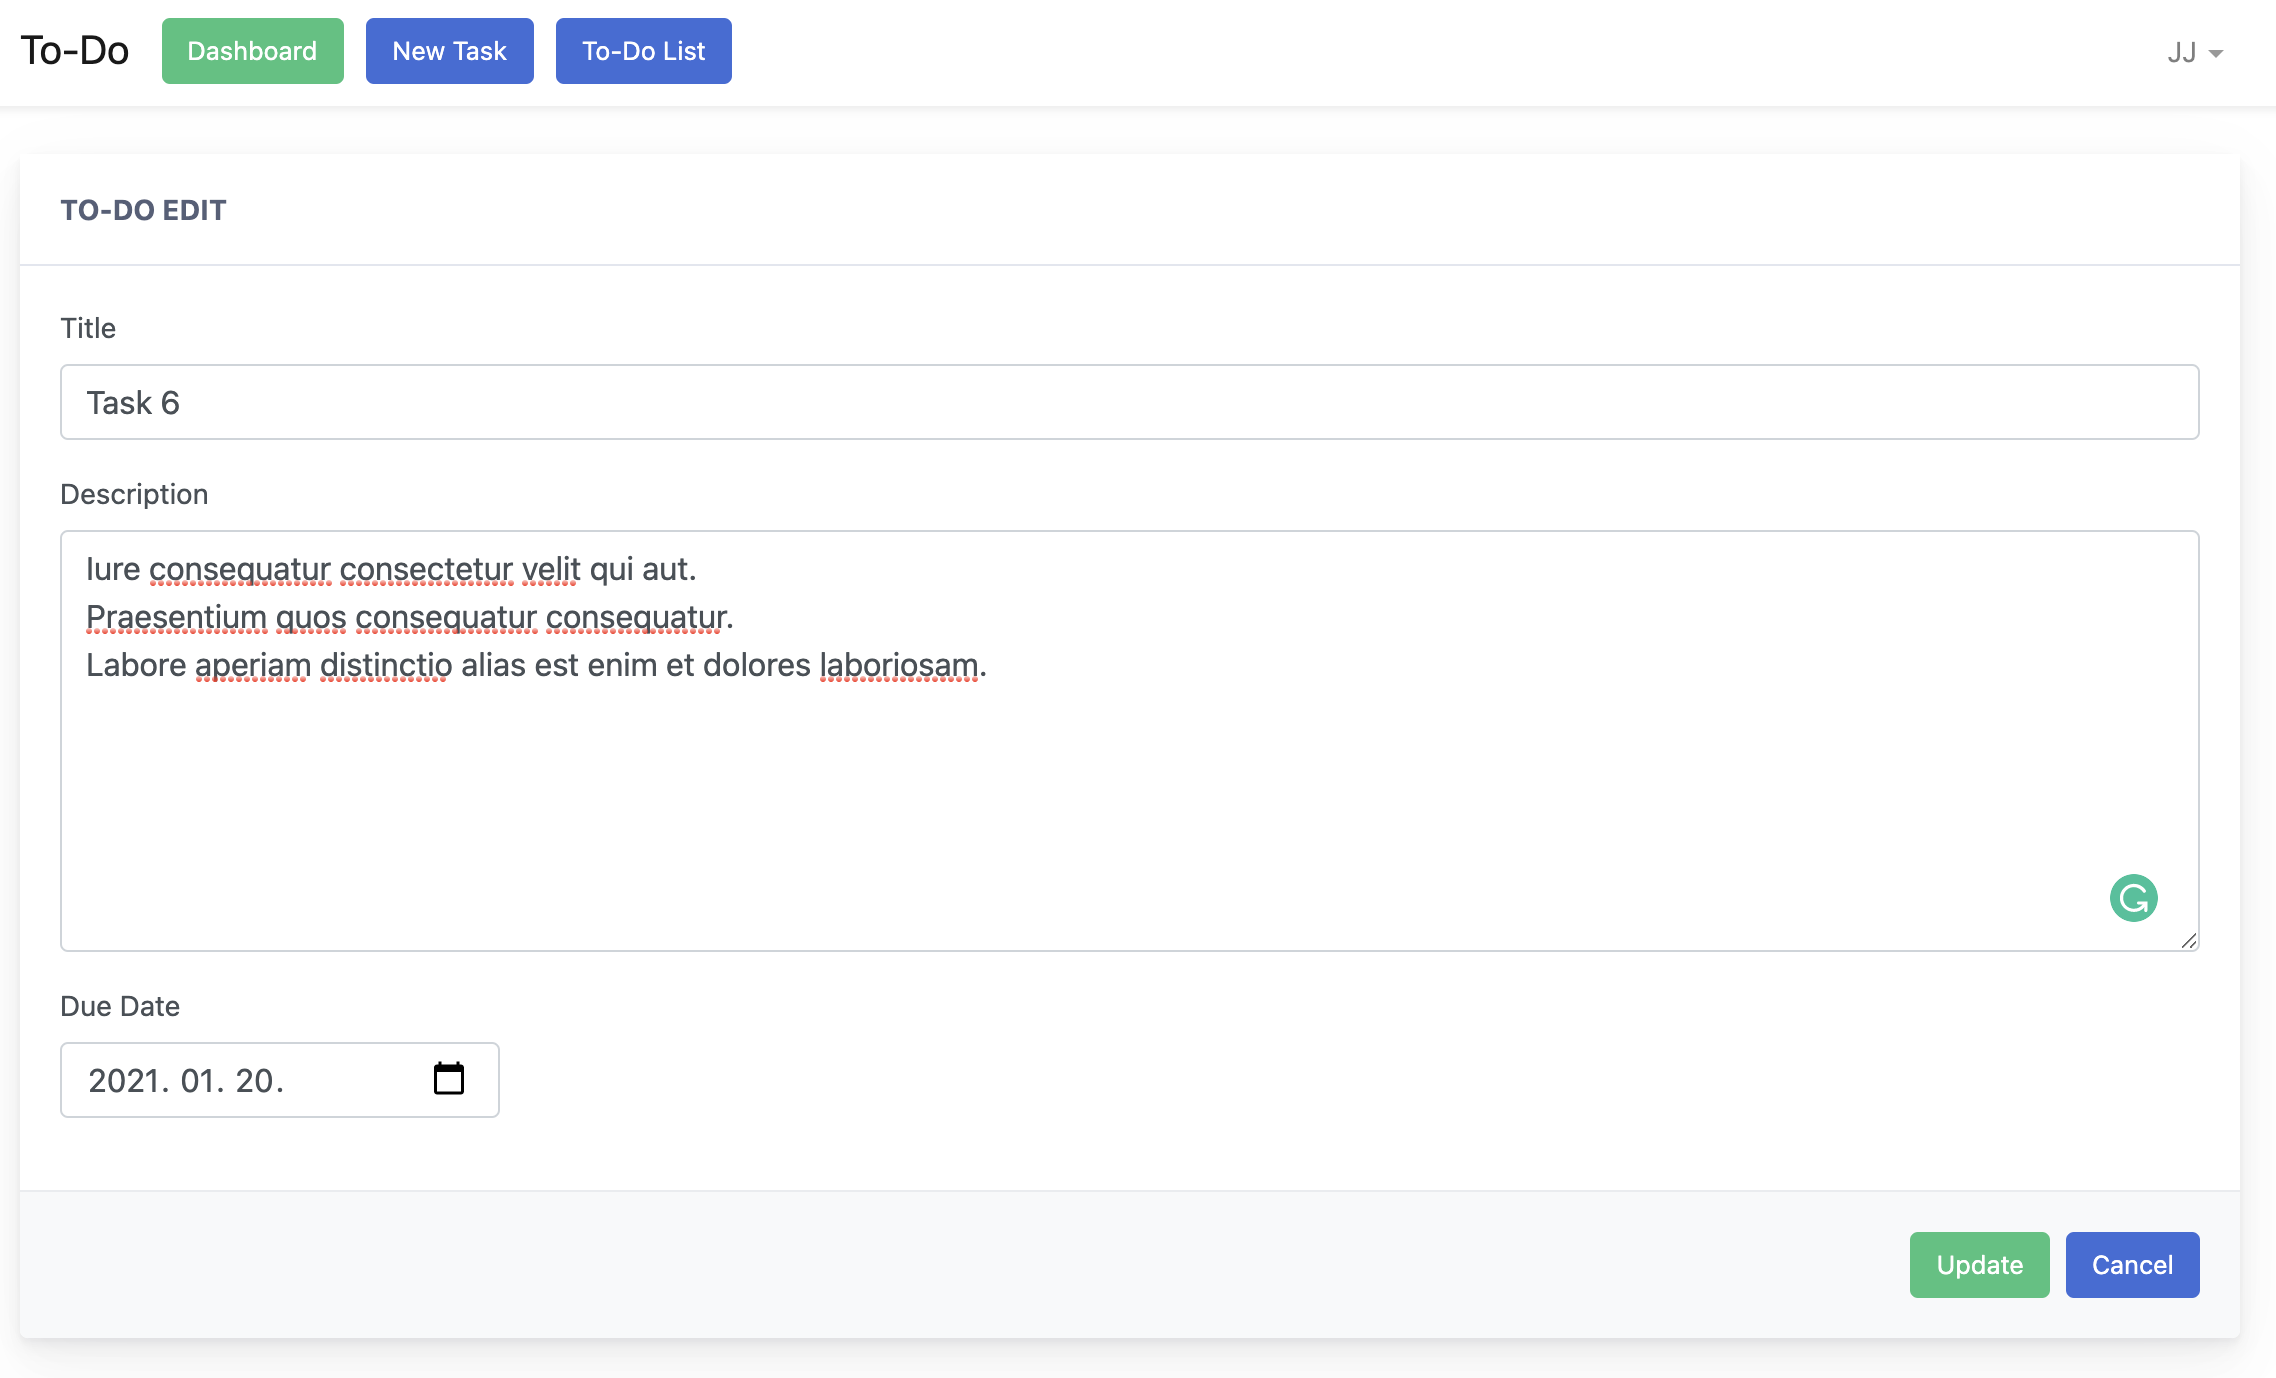 To-Do Dashboard New Task To-Do List JJ
TO-DO EDIT
Title
Task 6
Description
Iure consequatur consectetur velit qui aut.
Praesentium quos consequatur consequatur.
Labore aperiam distinctio alias est enim et dolores laboriosam.
Due Date
2021. 01. 20.
Update Cancel